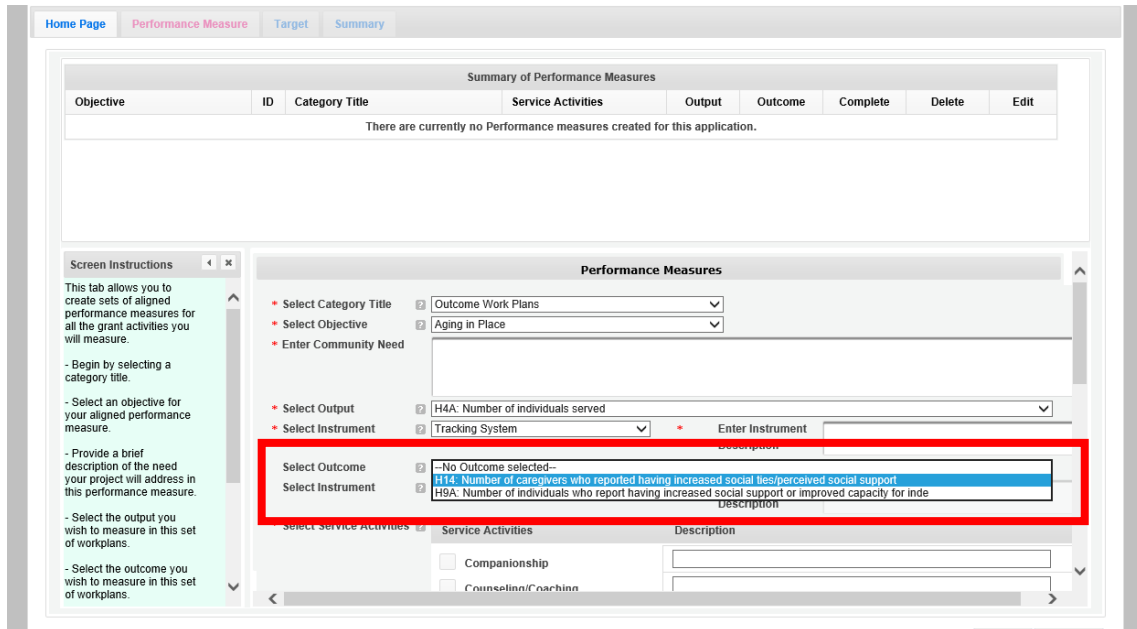 Home Page Performance Measure Target Summary
Summary of Performance Measures
Objective ID Category Title Service Activities Output Outcome Complete Delete Edit
There are currently no Performance measures created for this application.
Screen Instructions
This tab allows you to
create sets of aligned
performance measures for
all the grant activities you
will measure.
- Begin by selecting a
category title.
- Select an objective for
your aligned performance
measure.
- Provide a brief
description of the need
your project will address in
this performance measure.
- Select the output you
wish to measure in this set
of workplans.
- Select the outcome you
wish to measure in this set
of workplans.
Performance Measures
* Select Category Title ? Outcome Work Plans
* Select Objective ? Aging in Place
* Enter Community Need
* Select Output ? H4A: Number of individuals served
* Select Instrument ? Tracking System * Enter Instrument
Description
Select Outcome ? --No Outcome selected--
H14: Number of caregivers who reported having increased social ties/perceived social support
Select Instrument ? H9A: Number of individuals who report having increased social support or improved capacity for inde
Description
* Select Service Activities ? Service Activities Description
Companionship
Counseling/Coaching